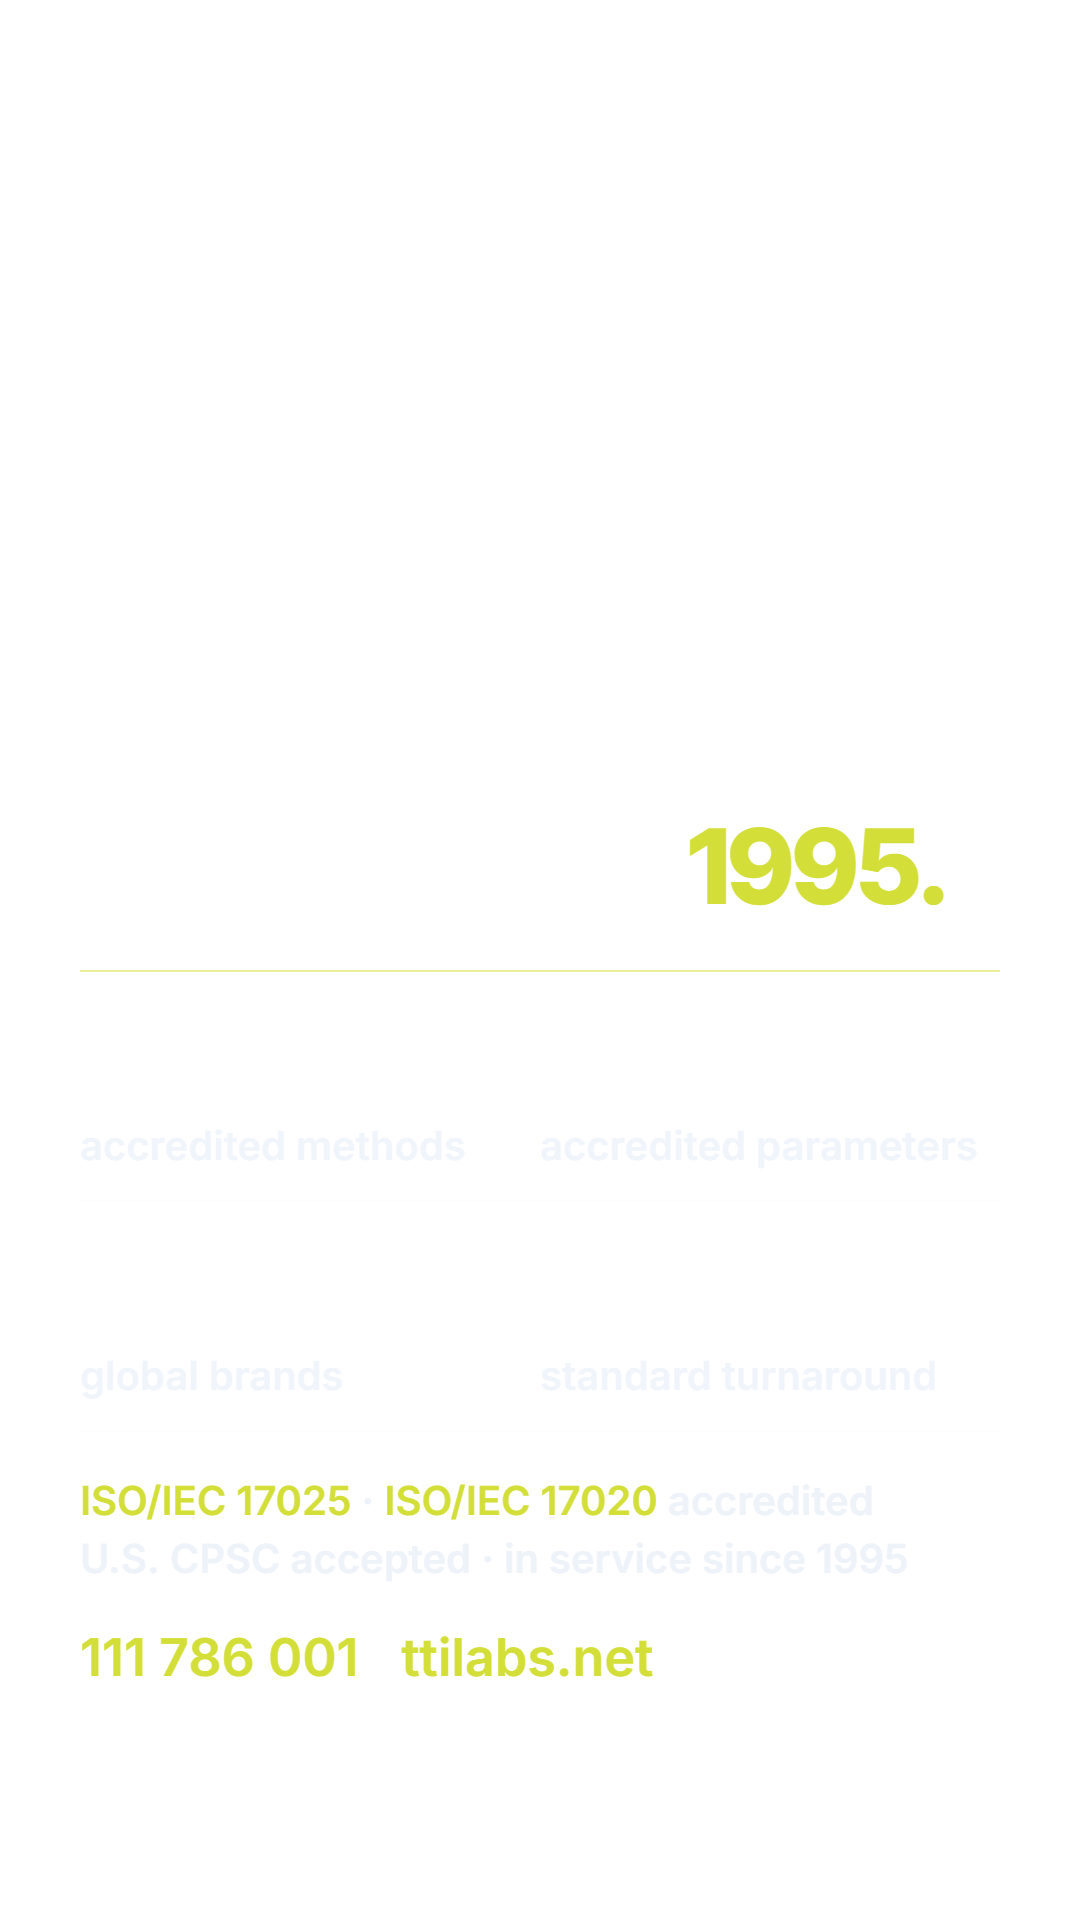 1995.
accredited methods
accredited parameters
global brands
standard turnaround
ISO/IEC 17025 · ISO/IEC 17020 accredited
U.S. CPSC accepted · in service since 1995
111 786 001 ttilabs.net